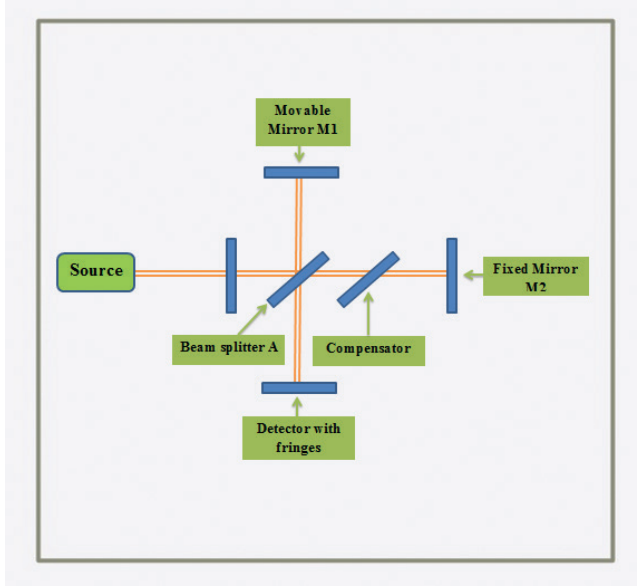 Movable
Mirror M1
Source
Fixed Mirror
M2
Beam splitter A
Compensator
Detector with
fringes